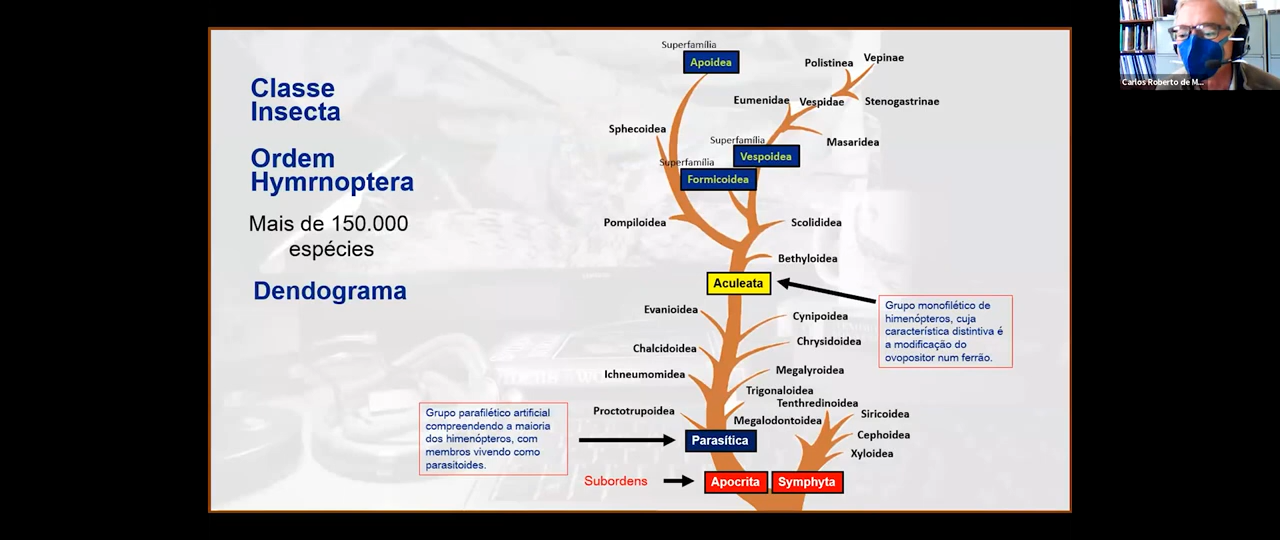 Classe
Insecta
Ordem
Hymrnoptera
Mais de 150.000
espécies
Dendograma
Superfamília
Apoidea
Polistinea
Vepinae
Eumenidae
Vespidae
Stenogastrinae
Sphecoidea
Masaridea
Superfamília
Vespoidea
Superfamília
Formicoidea
Pompiloidea
Scolididea
Bethyloidea
Aculeata
Grupo monofilético de
himenópteros, cuja
característica distintiva é
a modificação do
ovopositor num ferrão.
Evanioidea
Cynipoidea
Chrysidoidea
Chalcidoidea
Ichneumomidea
Megalyroidea
Trigonaloidea
Tenthredinoidea
Proctotrupoidea
Megalodontoidea
Siricoidea
Cephoidea
Xyloidea
Grupo parafilético artificial
compreendendo a maioria
dos himenópteros, com
membros vivendo como
parasitoides.
Parasítica
Subordens
Apocrita
Symphyta
Carlos Roberto de M...